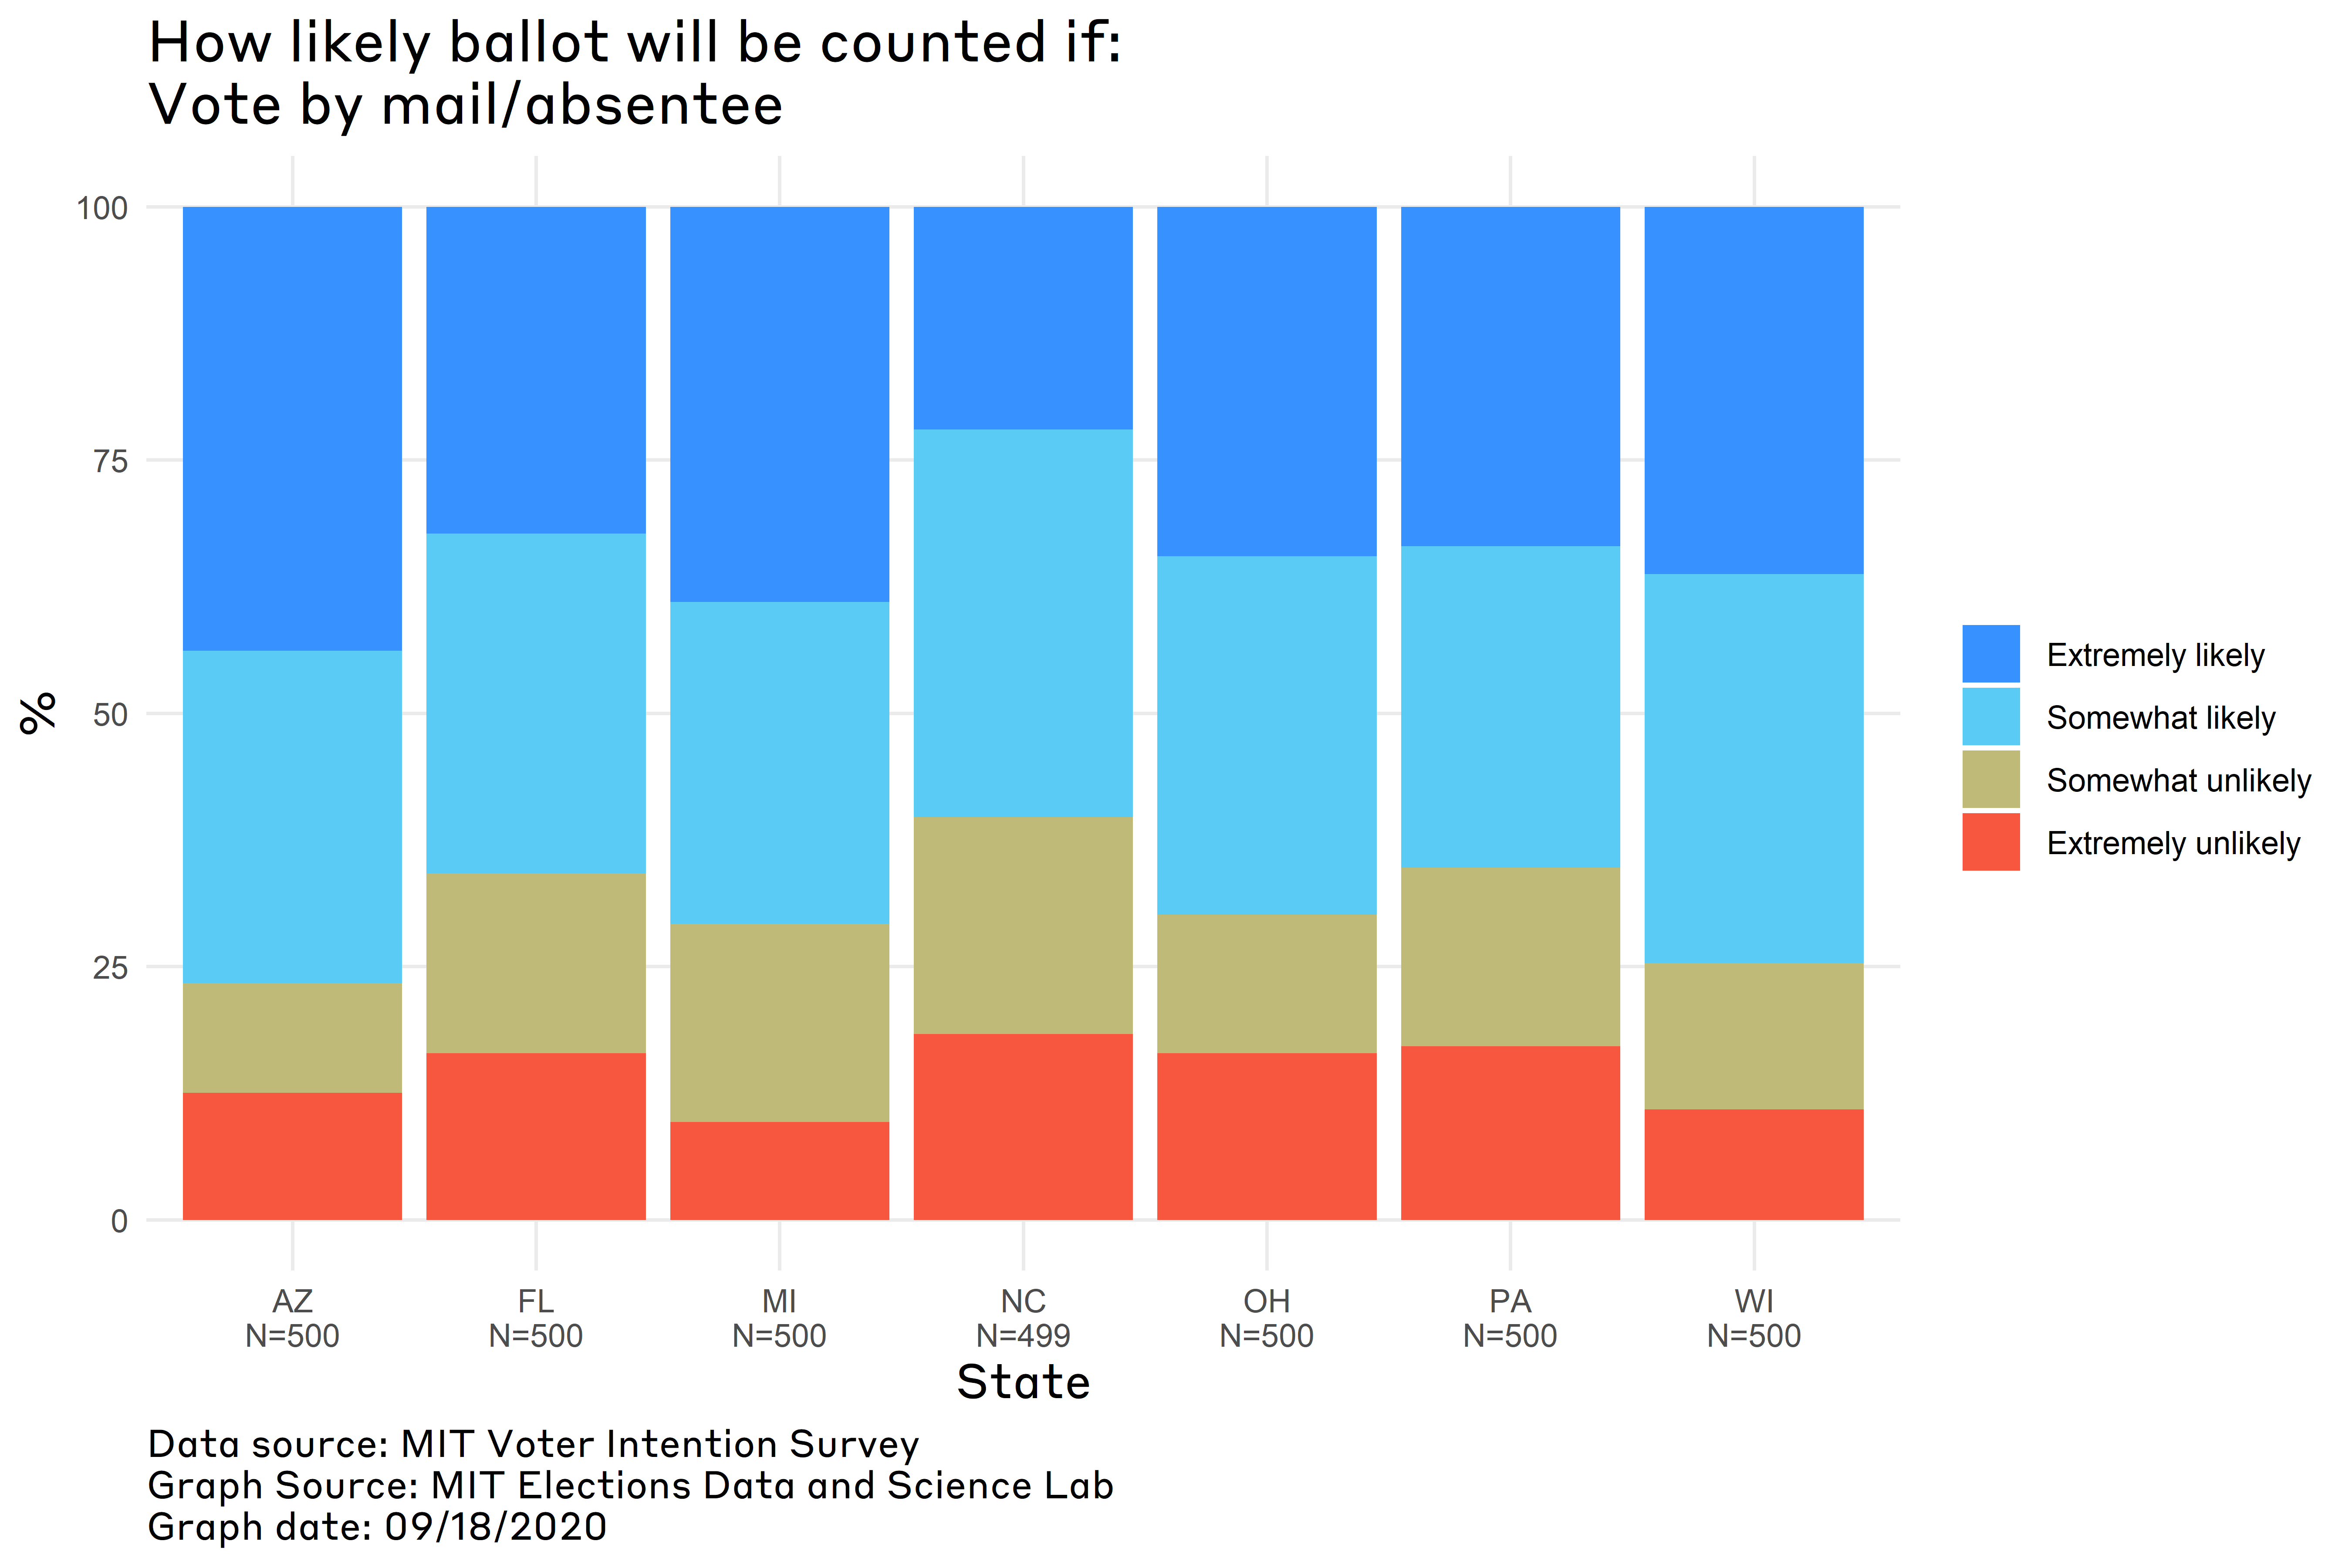 How likely ballot will be counted if:
Vote by mail/absentee
100
75
50
25
0
%
Extremely likely
Somewhat likely
Somewhat unlikely
Extremely unlikely
AZ FL MI NC OH PA WI
N=500 N=500 N=500 N=499 N=500 N=500 N=500
State
Data source: MIT Voter Intention Survey
Graph Source: MIT Elections Data and Science Lab
Graph date: 09/18/2020